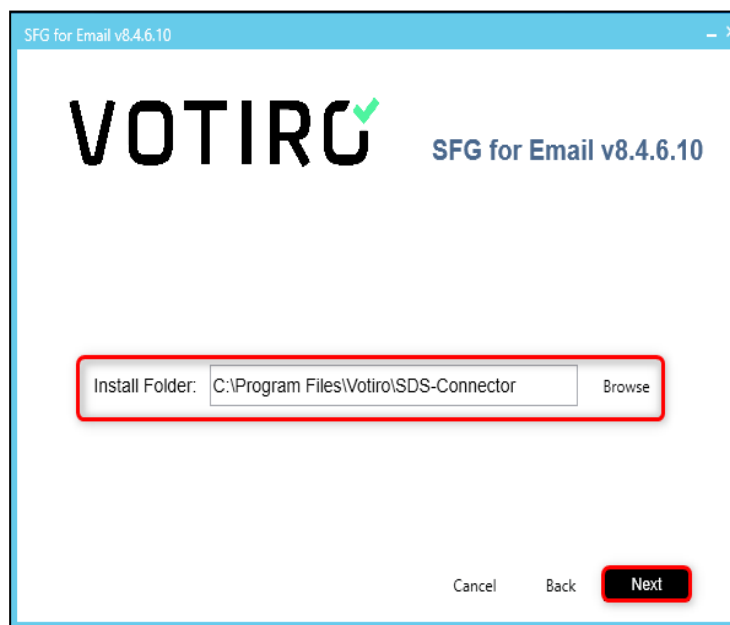 SFG for Email v8.4.6.10
VOTIRO
SFG for Email v8.4.6.10
Install Folder: C:\Program Files\Votiro\SDS-Connector Browse
Cancel Back Next